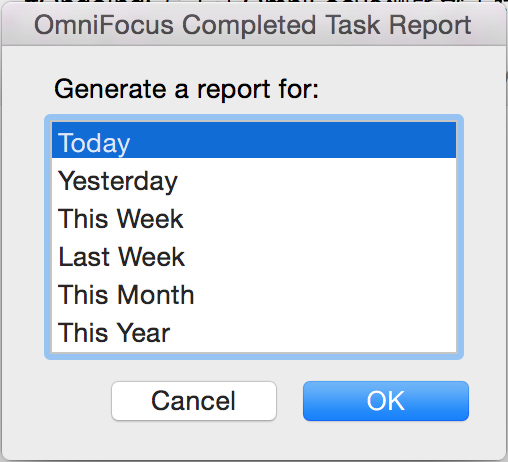 OmniFocus Completed Task Report
Generate a report for:
Today
Yesterday
This Week
Last Week
This Month
This Year
Cancel
OK